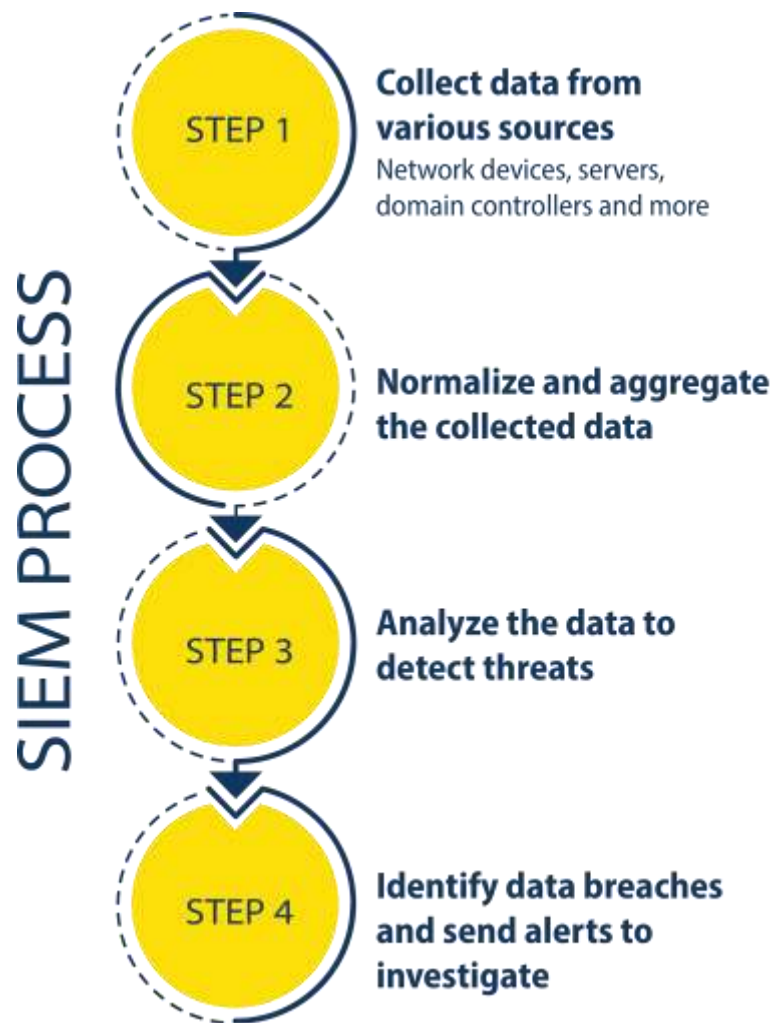 SIEM PROCESS
STEP 1
Collect data from
various sources
Network devices, servers,
domain controllers and more
STEP 2
Normalize and aggregate
the collected data
STEP 3
Analyze the data to
detect threats
STEP 4
Identify data breaches
and send alerts to
investigate